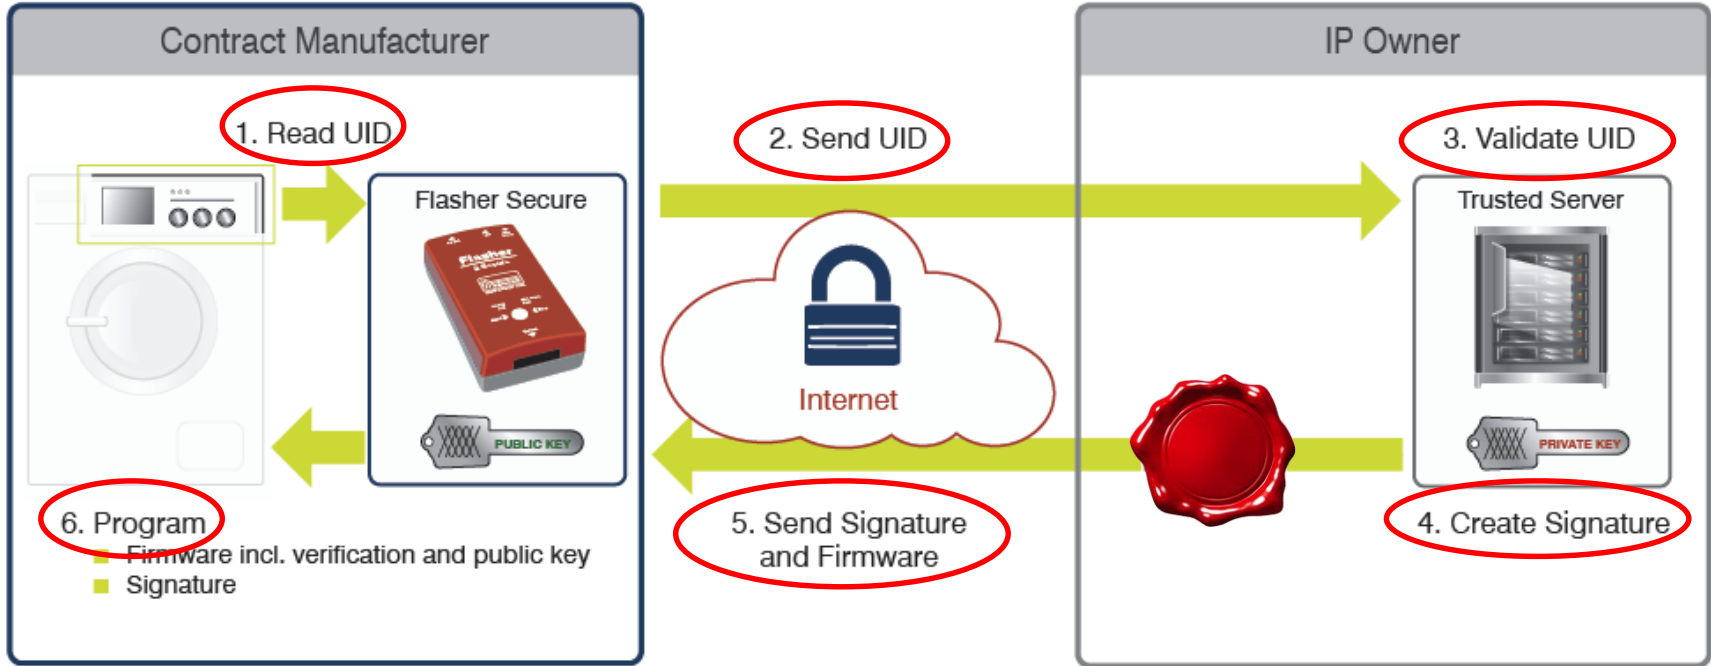 Contract Manufacturer
IP Owner
1. Read UID
2. Send UID
3. Validate UID
Flasher Secure
Trusted Server
Flasher
Internet
PUBLIC KEY
PRIVATE KEY
6. Program
Firmware incl. verification and public key
Signature
5. Send Signature
and Firmware
4. Create Signature